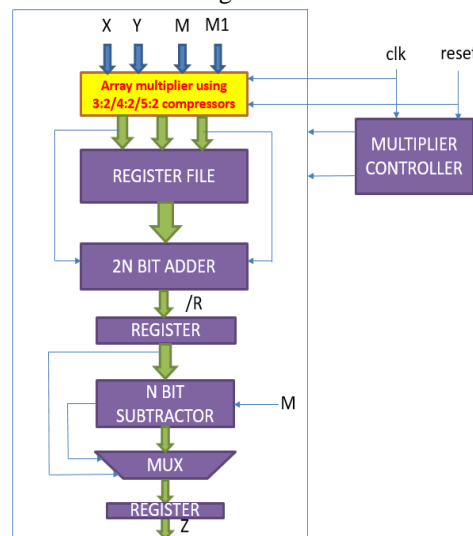 X Y M M1
clk reset
Array multiplier using
3:2/4:2/5:2 compressors
MULTIPLIER
CONTROLLER
REGISTER FILE
2N BIT ADDER
/R
REGISTER
N BIT
SUBTRACTOR
M
MUX
REGISTER
Z